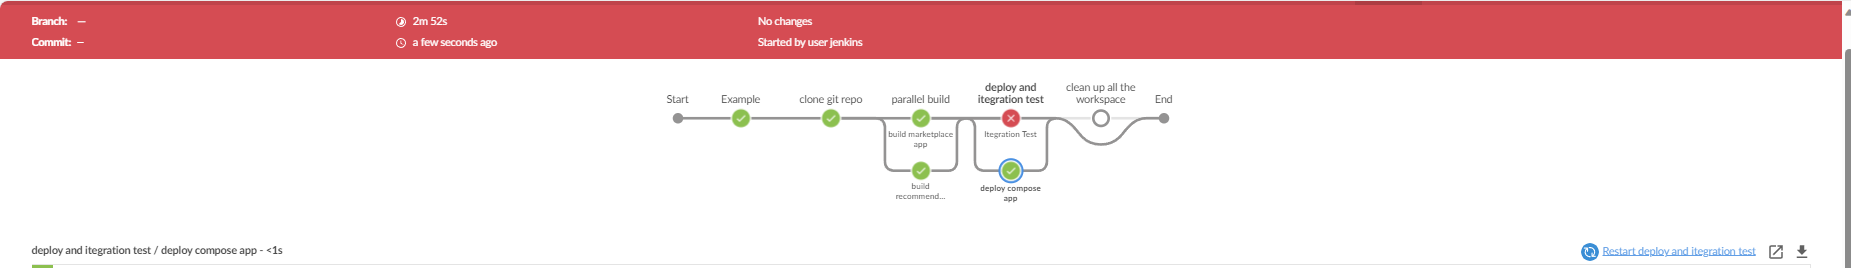 Branch: — 2m 52s No changes
Commit: — a few seconds ago Started by user jenkins
deploy and clean up all the
Start Example clone git repo parallel build itegration test workspace End
build marketplace Itegration Test
app
build deploy compose
recommend... app
deploy and itegration test / deploy compose app - <1s Restart deploy and itegration test